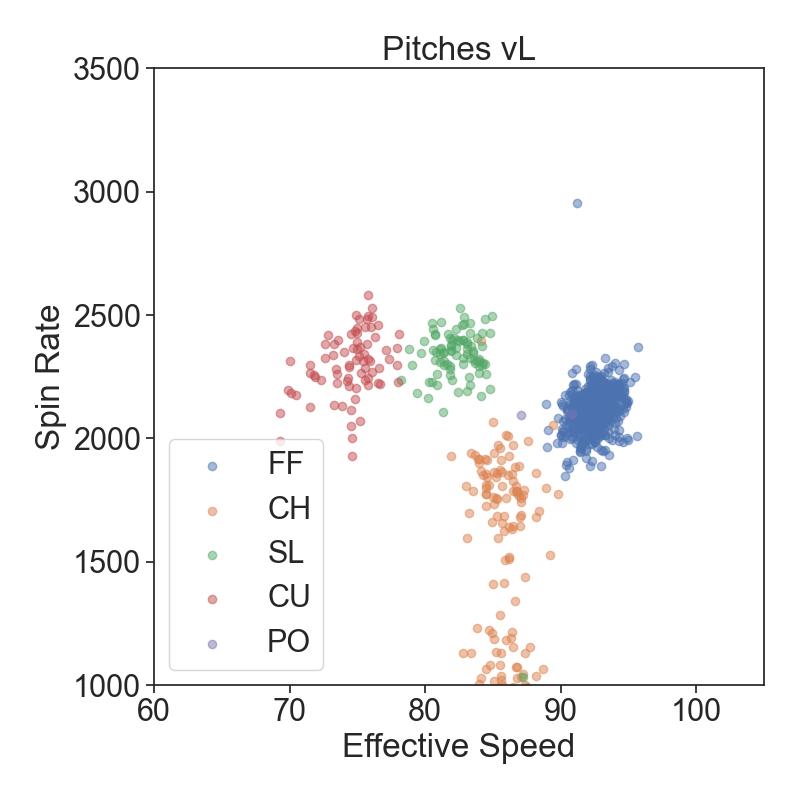 Pitches vL
3500
3000
2500
2000
1500
1000
Spin Rate
FF
CH
SL
CU
PO
60 70 80 90 100
Effective Speed